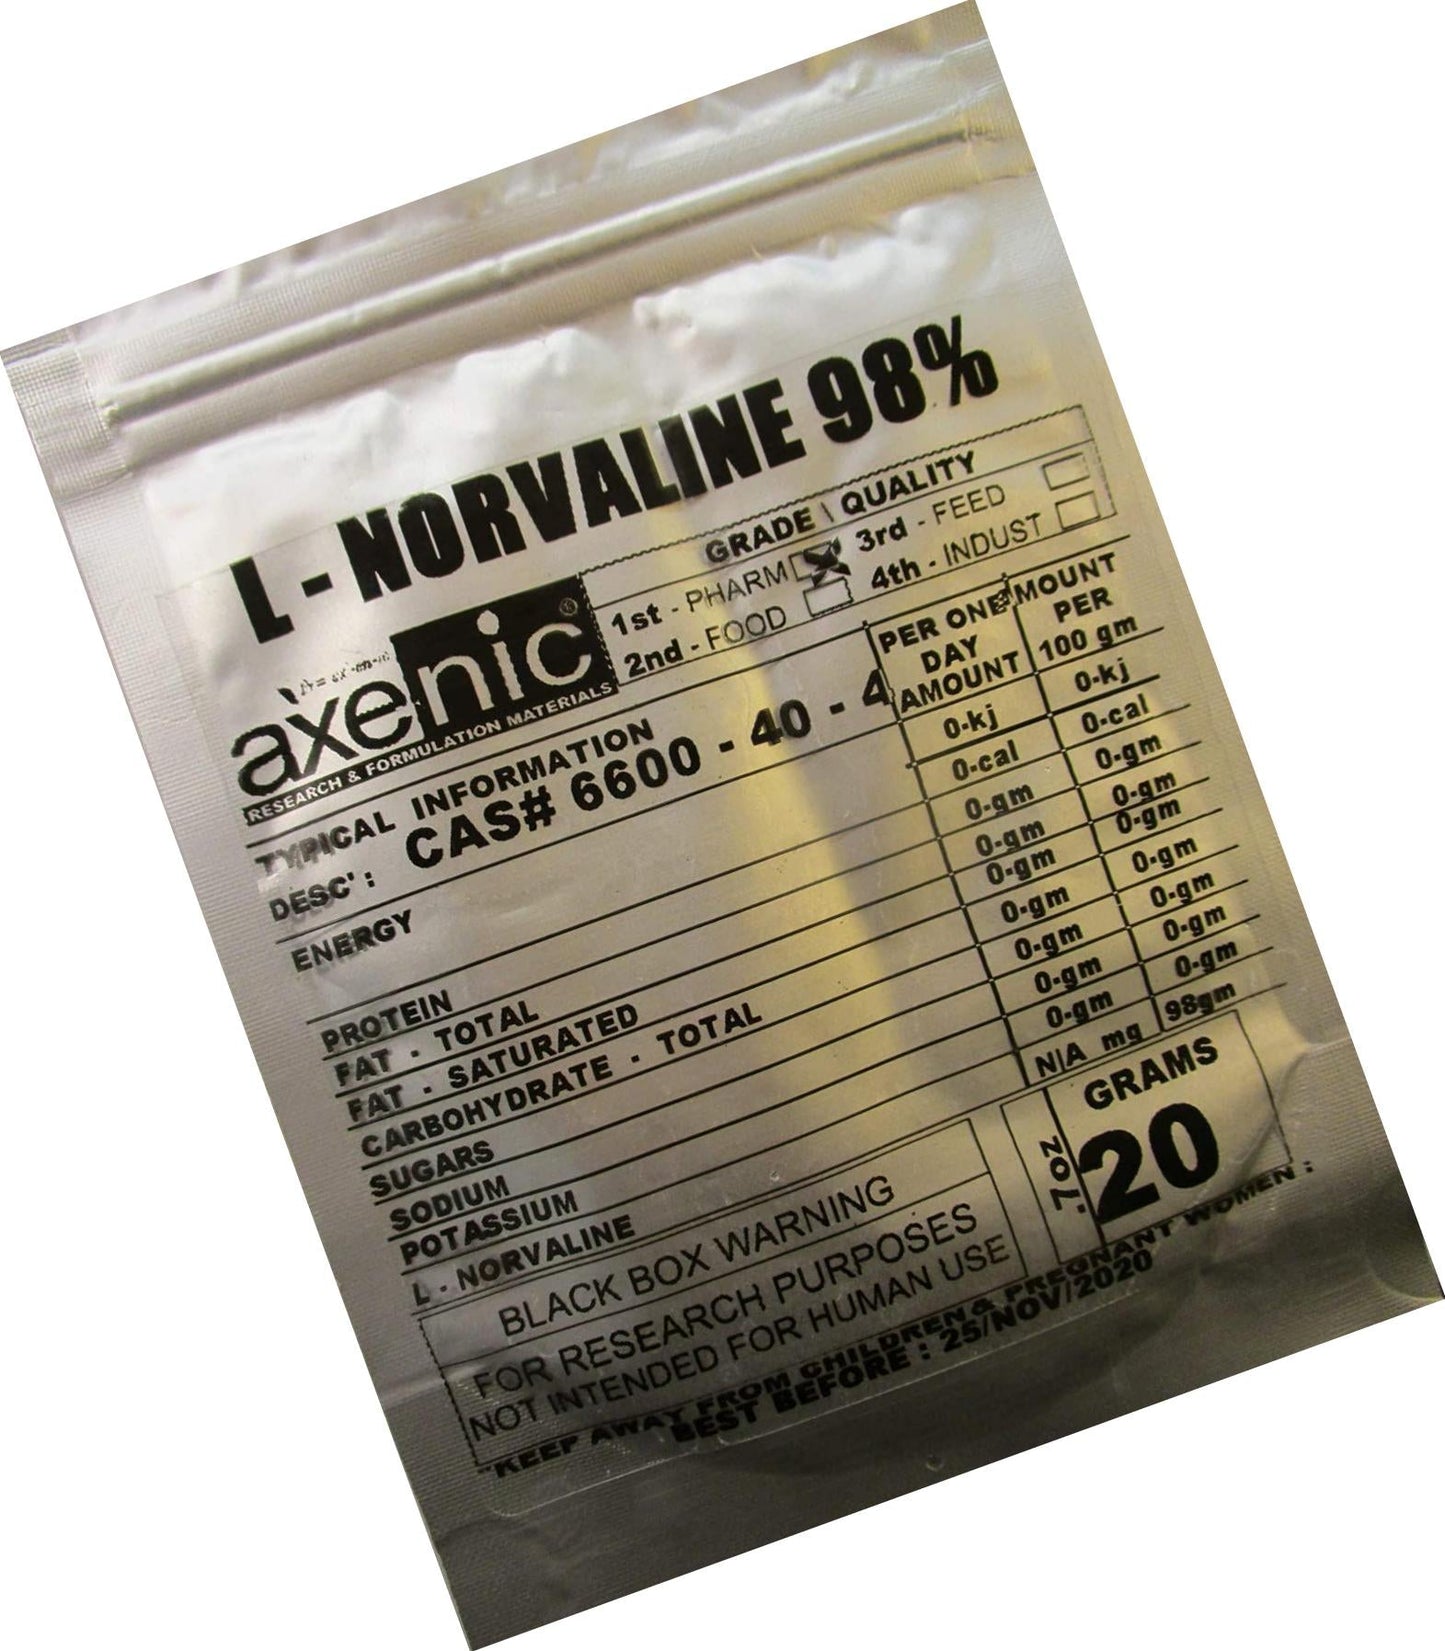 L - NORVALINE 98%
GRADE \ QUALITY
1st - PHARM 3rd - FEED
2nd - FOOD 4th - INDUST
axenic ®
RESEARCH & FORMULATION MATERIALS
TYPICAL INFORMATION PER ONE DAY AMOUNT MOUNT PER 100 gm
DESC' : CAS# 6600 - 40 - 4
ENERGY 0-kj 0-kj
0-cal 0-cal
PROTEIN 0-gm 0-gm
FAT - TOTAL 0-gm 0-gm
FAT - SATURATED 0-gm 0-gm
CARBOHYDRATE - TOTAL 0-gm 0-gm
SUGARS 0-gm 0-gm
SODIUM 0-gm 0-gm
POTASSIUM 0-gm 0-gm
L - NORVALINE N/A mg 98gm
BLACK BOX WARNING
FOR RESEARCH PURPOSES
NOT INTENDED FOR HUMAN USE
.7oz
GRAMS
20
"KEEP AWAY FROM CHILDREN & PREGNANT WOMEN :
BEST BEFORE : 25/NOV/2020